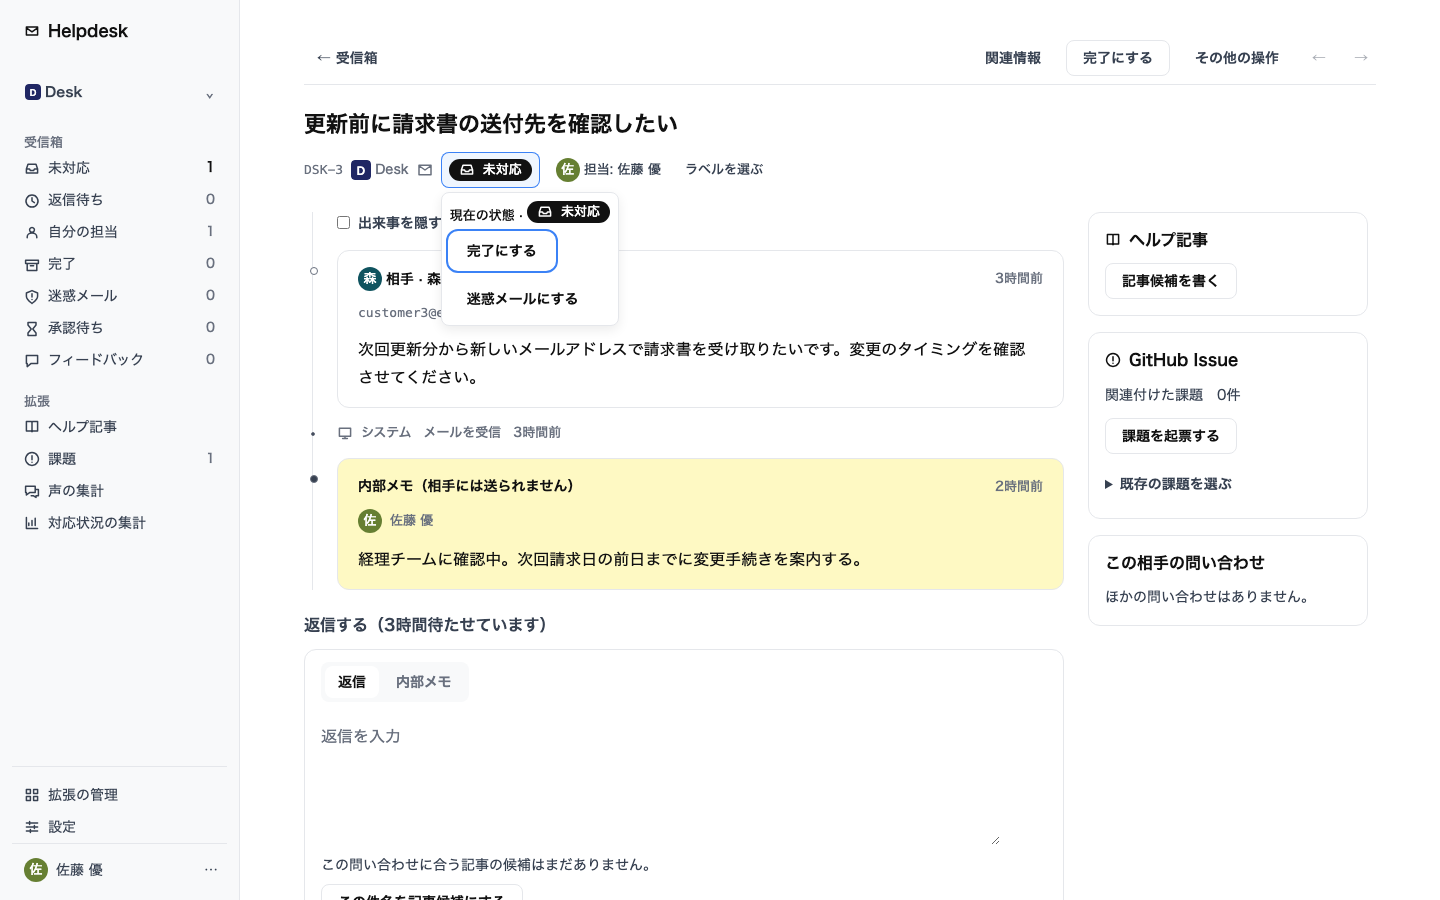 Helpdesk
D Desk
受信箱
未対応 1
返信待ち 0
自分の担当 1
完了 0
迷惑メール 0
承認待ち 0
フィードバック 0
拡張
ヘルプ記事
課題 1
声の集計
対応状況の集計
拡張の管理
設定
佐 佐藤 優 …
← 受信箱
関連情報 完了にする その他の操作 ← →
更新前に請求書の送付先を確認したい
DSK-3 D Desk 未対応 佐 担当: 佐藤 優 ラベルを選ぶ
現在の状態 · 未対応
完了にする
迷惑メールにする
出来事を隠す
森 相手 · 森 3時間前
customer3@
次回更新分から新しいメールアドレスで請求書を受け取りたいです。変更のタイミングを確認
させてください。
システム メールを受信 3時間前
内部メモ（相手には送られません） 2時間前
佐 佐藤 優
経理チームに確認中。次回請求日の前日までに変更手続きを案内する。
返信する（3時間待たせています）
返信 内部メモ
返信を入力
この問い合わせに合う記事の候補はまだありません。
この件名を記事候補にする
ヘルプ記事
記事候補を書く
GitHub Issue
関連付けた課題 0件
課題を起票する
▶ 既存の課題を選ぶ
この相手の問い合わせ
ほかの問い合わせはありません。